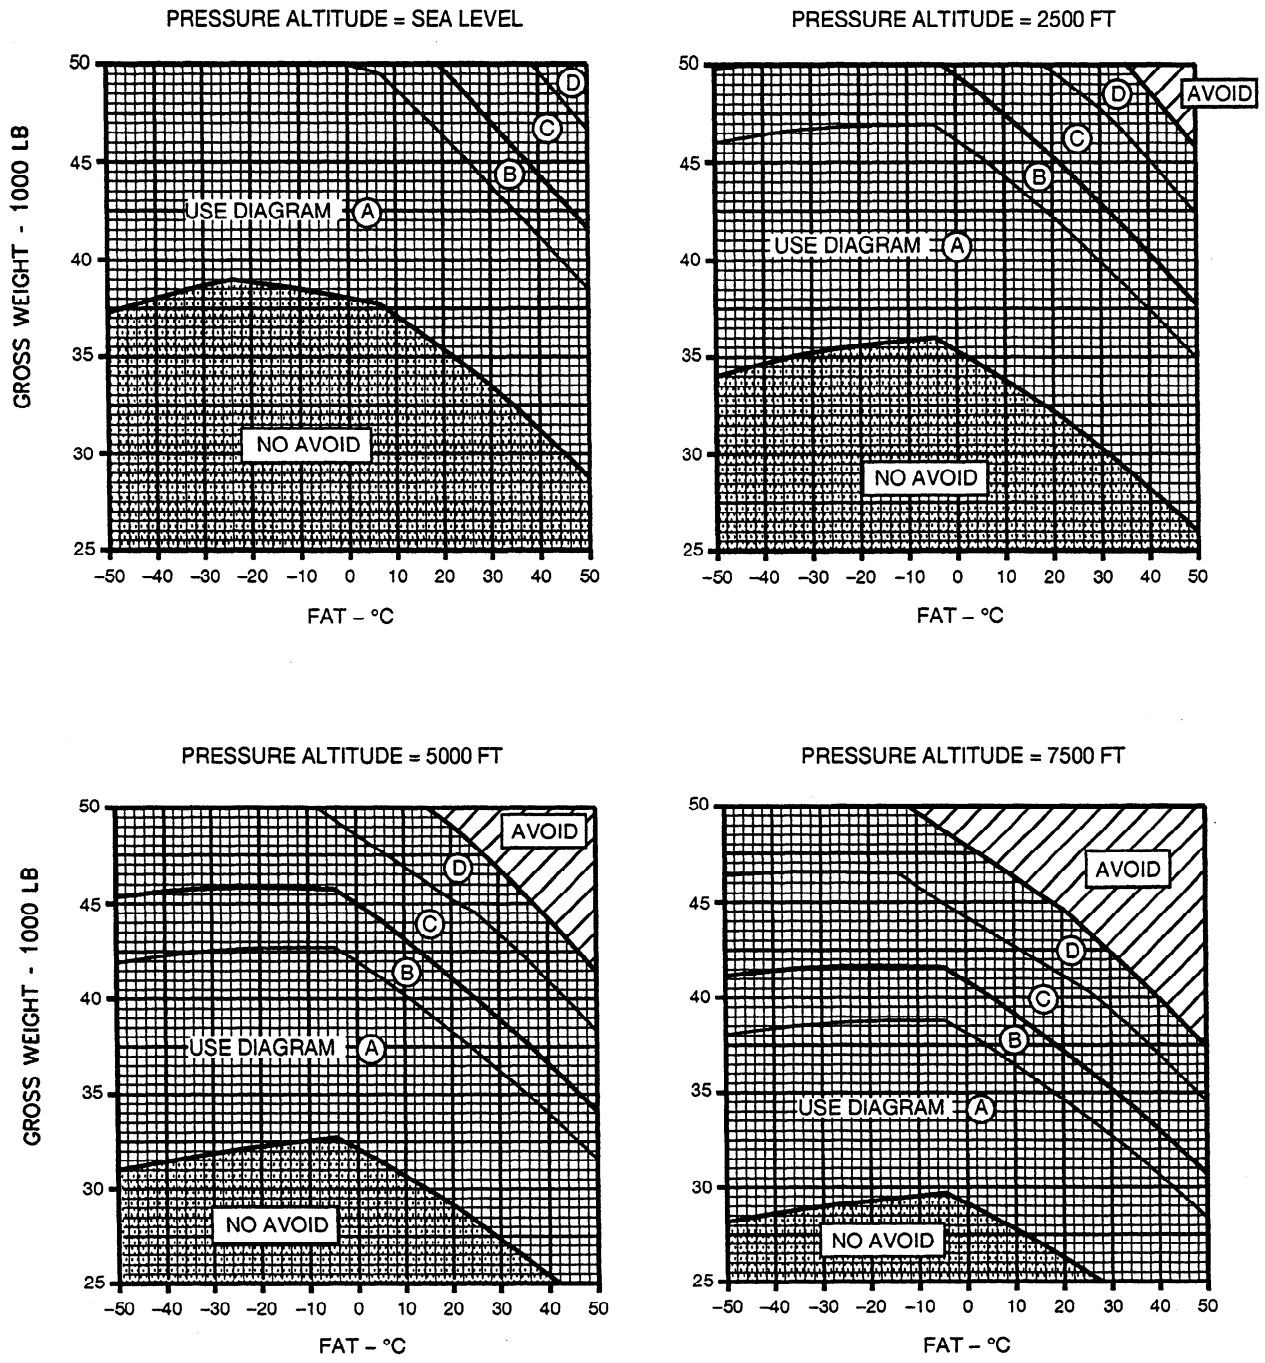 PRESSURE ALTITUDE = SEA LEVEL
GROSS WEIGHT - 1000 LB
50
45
40
35
30
25
D
C
B
USE DIAGRAM A
NO AVOID
–50 –40 –30 –20 –10 0 10 20 30 40 50
FAT – °C
PRESSURE ALTITUDE = 2500 FT
50
45
40
35
30
25
D
AVOID
C
B
USE DIAGRAM A
NO AVOID
–50 –40 –30 –20 –10 0 10 20 30 40 50
FAT – °C
PRESSURE ALTITUDE = 5000 FT
GROSS WEIGHT - 1000 LB
50
45
40
35
30
25
AVOID
D
C
B
USE DIAGRAM A
NO AVOID
–50 –40 –30 –20 –10 0 10 20 30 40 50
FAT – °C
PRESSURE ALTITUDE = 7500 FT
50
45
40
35
30
25
AVOID
D
C
B
USE DIAGRAM A
NO AVOID
–50 –40 –30 –20 –10 0 10 20 30 40 50
FAT – °C